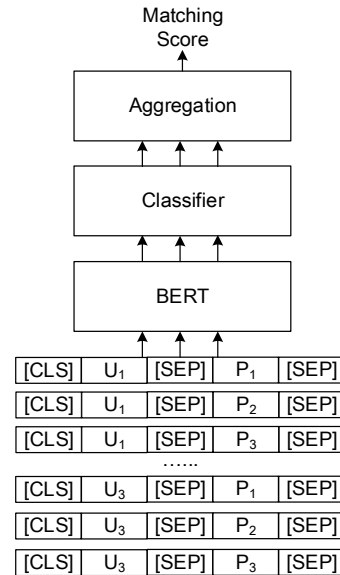 Matching
Score
Aggregation
Classifier
BERT
[CLS] U₁ [SEP] P₁ [SEP]
[CLS] U₁ [SEP] P₂ [SEP]
[CLS] U₁ [SEP] P₃ [SEP]
......
[CLS] U₃ [SEP] P₁ [SEP]
[CLS] U₃ [SEP] P₂ [SEP]
[CLS] U₃ [SEP] P₃ [SEP]